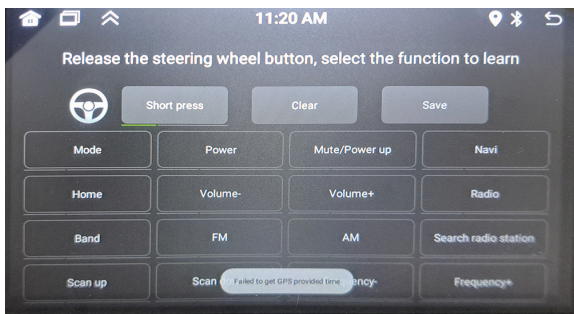 11:20 AM
Release the steering wheel button, select the function to learn
Short press Clear Save
Mode Power Mute/Power up Navi
Home Volume- Volume+ Radio
Band FM AM Search radio station
Scan up Scan Failed to get GPS provided time ency- Frequency+